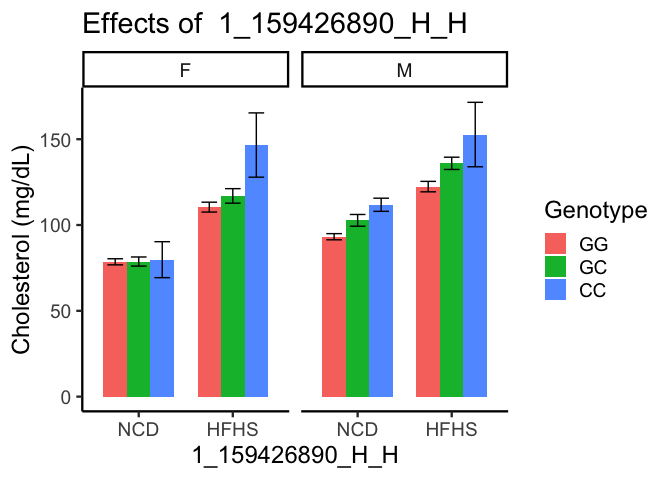 Effects of  1_159426890_H_H
F
M
Cholesterol (mg/dL)
150
100
50
0
NCD
HFHS
NCD
HFHS
1_159426890_H_H
Genotype
GG
GC
CC